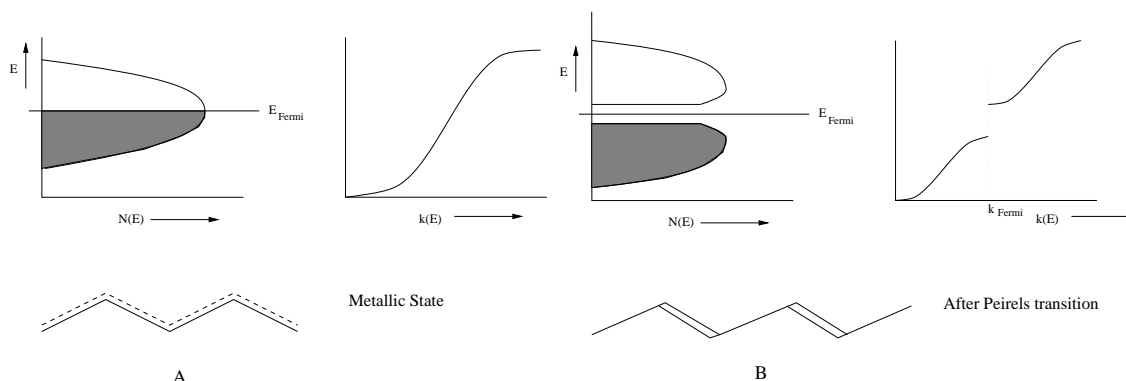 E
E Fermi
N(E)
k(E)
Metallic State
A
E
E Fermi
N(E)
k Fermi
k(E)
After Peirels transition
B